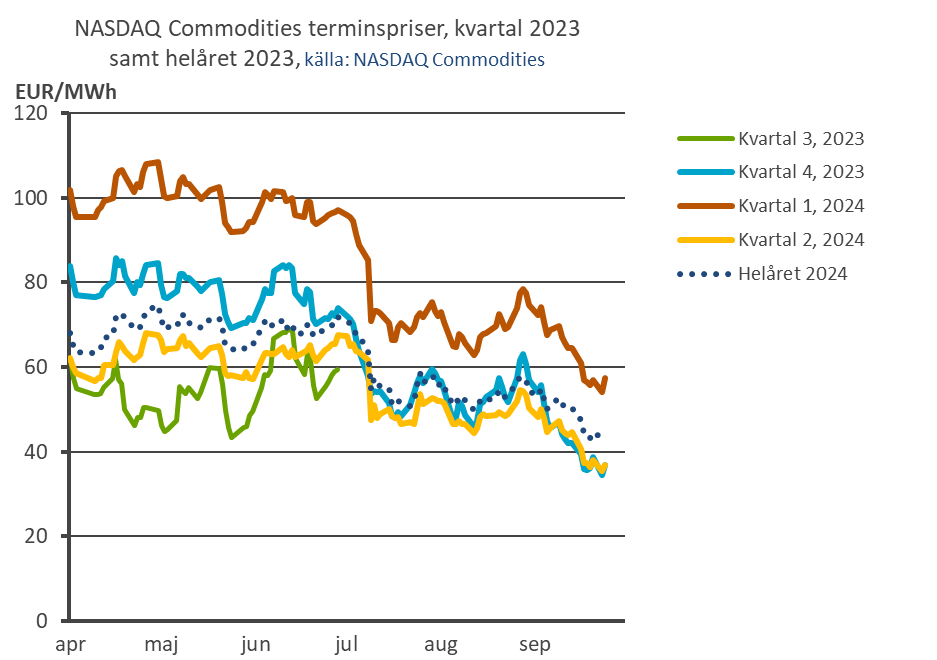 NASDAQ Commodities terminspriser, kvartal 2023
samt helåret 2023, källa: NASDAQ Commodities
EUR/MWh
120
100
80
60
40
20
0
apr maj jun jul aug sep
Kvartal 3, 2023
Kvartal 4, 2023
Kvartal 1, 2024
Kvartal 2, 2024
Helåret 2024